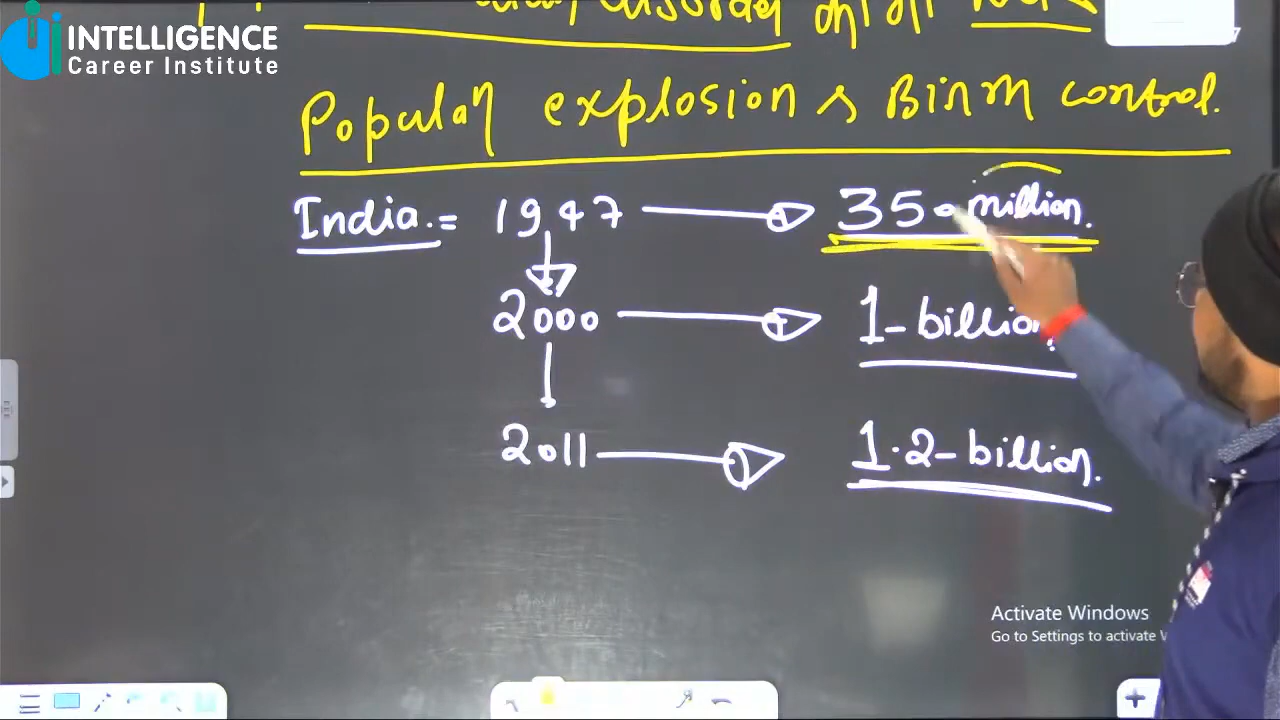 INTELLIGENCE
Career Institute
disorder
explosion & Birth control.
India. = 1947 → 350 million.
2000 → 1 - billion.
2011 → 1.2 - billion.
Activate Windows
Go to Settings to activate